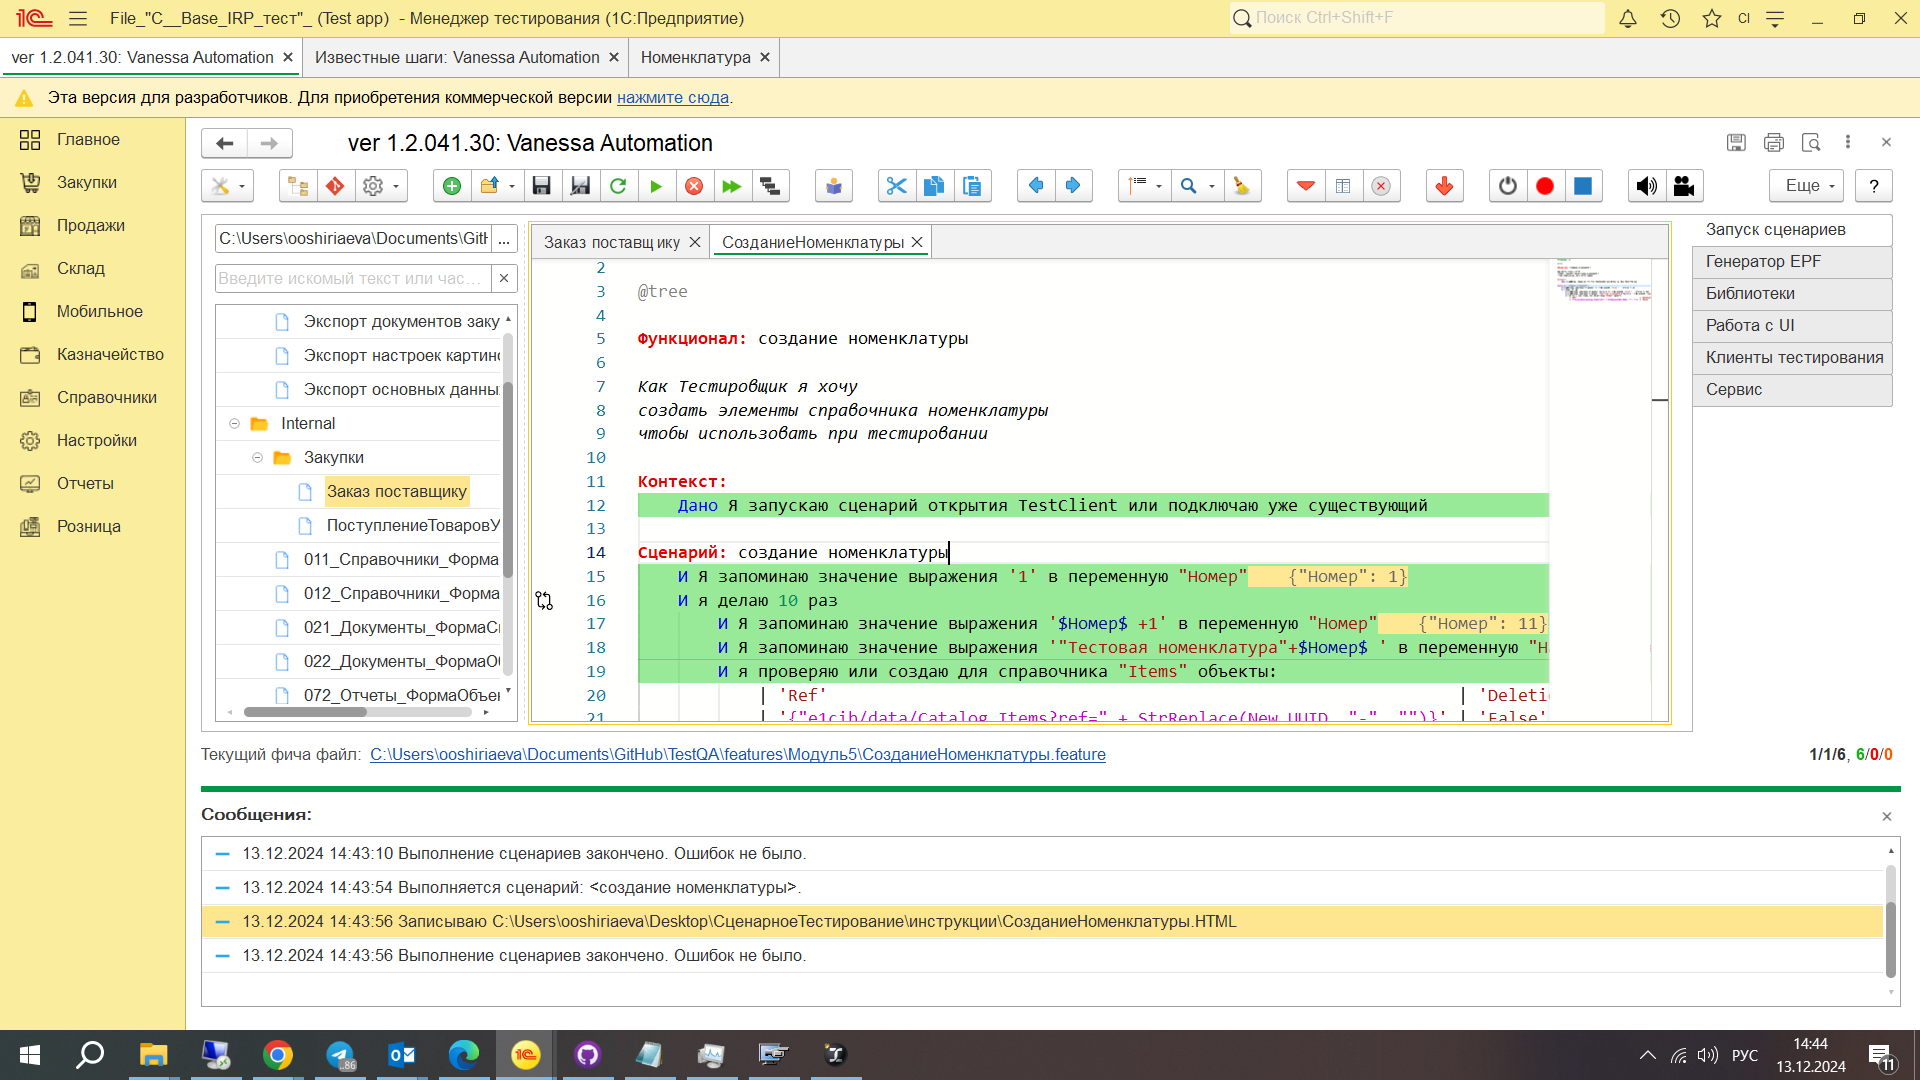 File_"C__Base_IRP_тест"_ (Test app) - Менеджер тестирования (1С:Предприятие)
Поиск Ctrl+Shift+F
CI
ver 1.2.041.30: Vanessa Automation
Известные шаги: Vanessa Automation
Номенклатура
Эта версия для разработчиков. Для приобретения коммерческой версии нажмите сюда.
Главное
Закупки
Продажи
Склад
Мобильное
Казначейство
Справочники
Настройки
Отчеты
Розница
ver 1.2.041.30: Vanessa Automation
Еще
?
C:\Users\ooshiriaeva\Documents\GitH
...
Введите искомый текст или час...
Экспорт документов заку
Экспорт настроек картинс
Экспорт основных данных
Internal
Закупки
Заказ поставщику
ПоступлениеТоваровУ
011_Справочники_Форма
012_Справочники_Форма
021_Документы_ФормаСп
022_Документы_ФормаОб
072_Отчеты_ФормаОбъек
Заказ поставщику
СозданиеНоменклатуры
2
3 @tree
4
5 Функционал: создание номенклатуры
6
7 Как Тестировщик я хочу
8 создать элементы справочника номенклатуры
9 чтобы использовать при тестировании
10
11 Контекст:
12 Дано Я запускаю сценарий открытия TestClient или подключаю уже существующий
13
14 Сценарий: создание номенклатуры
15 И Я запоминаю значение выражения '1' в переменную "Номер" {"Номер": 1}
16 И я делаю 10 раз
17 И Я запоминаю значение выражения '$Номер$ +1' в переменную "Номер" {"Номер": 11}
18 И Я запоминаю значение выражения '"Тестовая номенклатура"+$Номер$ ' в переменную "Н
19 И я проверяю или создаю для справочника "Items" объекты:
20 | 'Ref' | 'Deleti
21 | '{"e1cib/data/Catalog.Items?ref=" + StrReplace(New UUID, "-", "")}' | 'False'
Запуск сценариев
Генератор EPF
Библиотеки
Работа с UI
Клиенты тестирования
Сервис
Текущий фича файл: C:\Users\ooshiriaeva\Documents\GitHub\TestQA\features\Модуль5\СозданиеНоменклатуры.feature
1/1/6, 6/0/0
Сообщения:
13.12.2024 14:43:10 Выполнение сценариев закончено. Ошибок не было.
13.12.2024 14:43:54 Выполняется сценарий: <создание номенклатуры>.
13.12.2024 14:43:56 Записываю C:\Users\ooshiriaeva\Desktop\СценарноеТестирование\инструкции\СозданиеНоменклатуры.HTML
13.12.2024 14:43:56 Выполнение сценариев закончено. Ошибок не было.
..86
РУС
14:44
13.12.2024
11